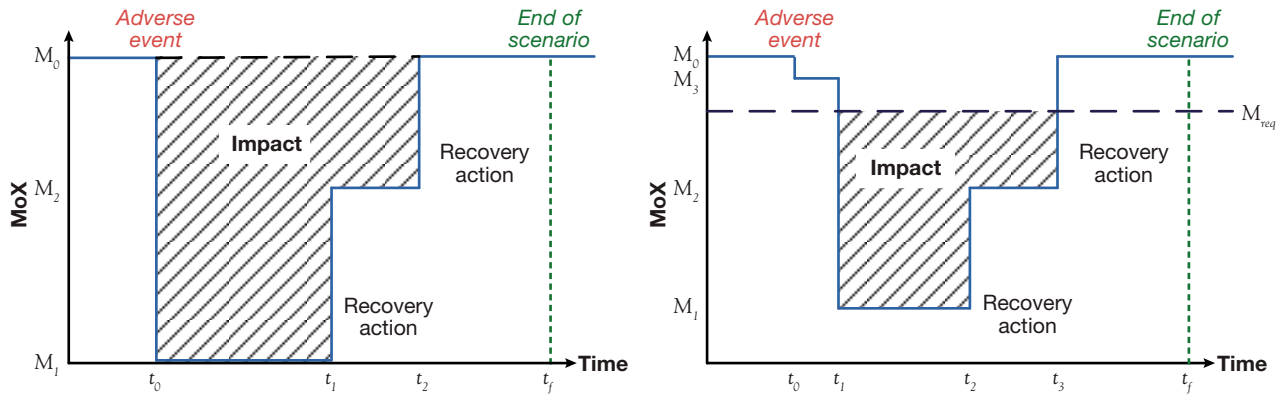 Adverse
event
End of
scenario
M0
Impact
Recovery
action
M2
MoX
Recovery
action
M1
Time
t0
t1
t2
tf
Adverse
event
End of
scenario
M0
M3
Mreq
Impact
Recovery
action
M2
MoX
M1
Recovery
action
Time
t0
t1
t2
t3
tf